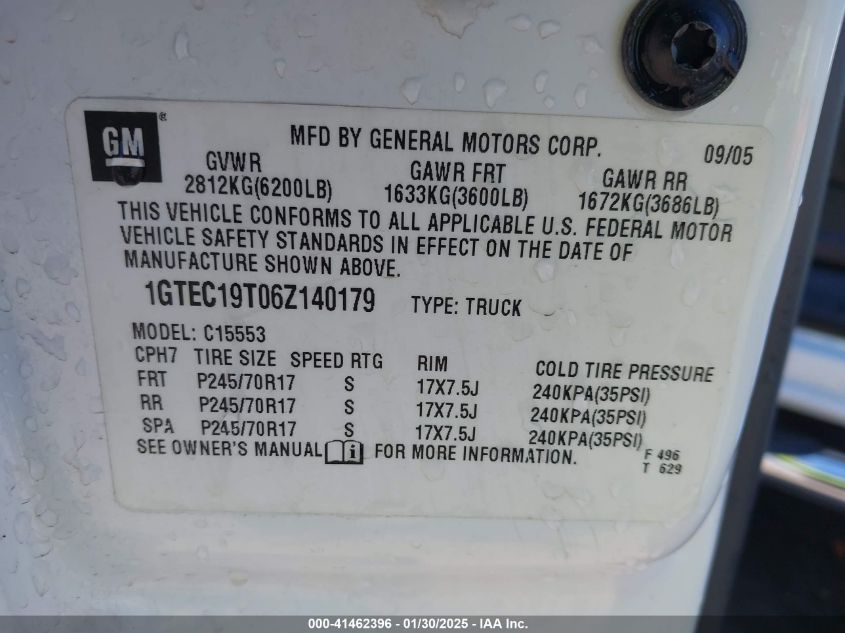 GM ®
MFD BY GENERAL MOTORS CORP. 09/05
GVWR GAWR FRT GAWR RR
2812KG(6200LB) 1633KG(3600LB) 1672KG(3686LB)
THIS VEHICLE CONFORMS TO ALL APPLICABLE U.S. FEDERAL MOTOR
VEHICLE SAFETY STANDARDS IN EFFECT ON THE DATE OF
MANUFACTURE SHOWN ABOVE.
1GTEC19T06Z140179 TYPE: TRUCK
MODEL: C15553
CPH7 TIRE SIZE SPEED RTG RIM COLD TIRE PRESSURE
FRT P245/70R17 S 17X7.5J 240KPA(35PSI)
RR P245/70R17 S 17X7.5J 240KPA(35PSI)
SPA P245/70R17 S 17X7.5J 240KPA(35PSI)
SEE OWNER'S MANUAL i FOR MORE INFORMATION.
F 496
T 629
000-41462396 - 01/30/2025 - IAA Inc.